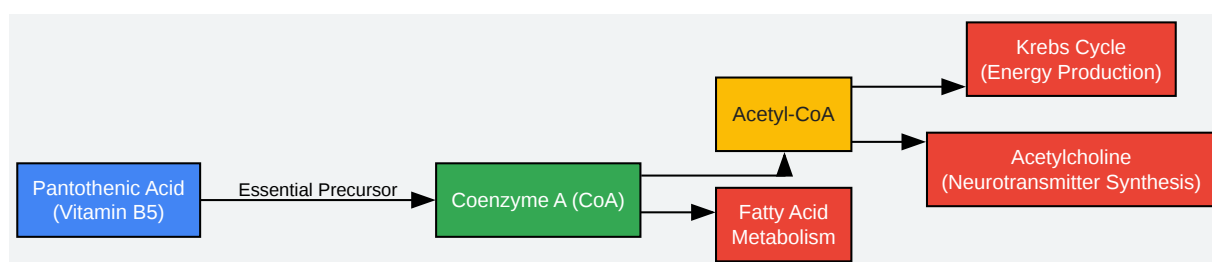 Pantothenic Acid
(Vitamin B5)
Essential Precursor
Coenzyme A (CoA)
Acetyl-CoA
Fatty Acid
Metabolism
Krebs Cycle
(Energy Production)
Acetylcholine
(Neurotransmitter Synthesis)